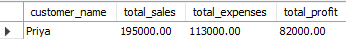 customer_name total_sales total_expenses total_profit
Priya 195000.00 113000.00 82000.00